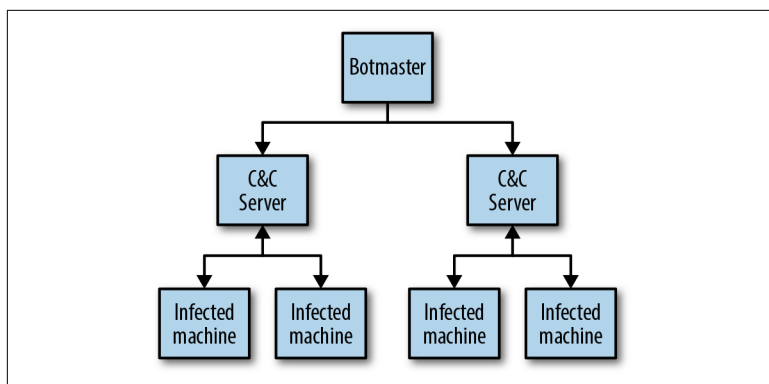 Botmaster
C&C
Server
C&C
Server
Infected
machine
Infected
machine
Infected
machine
Infected
machine